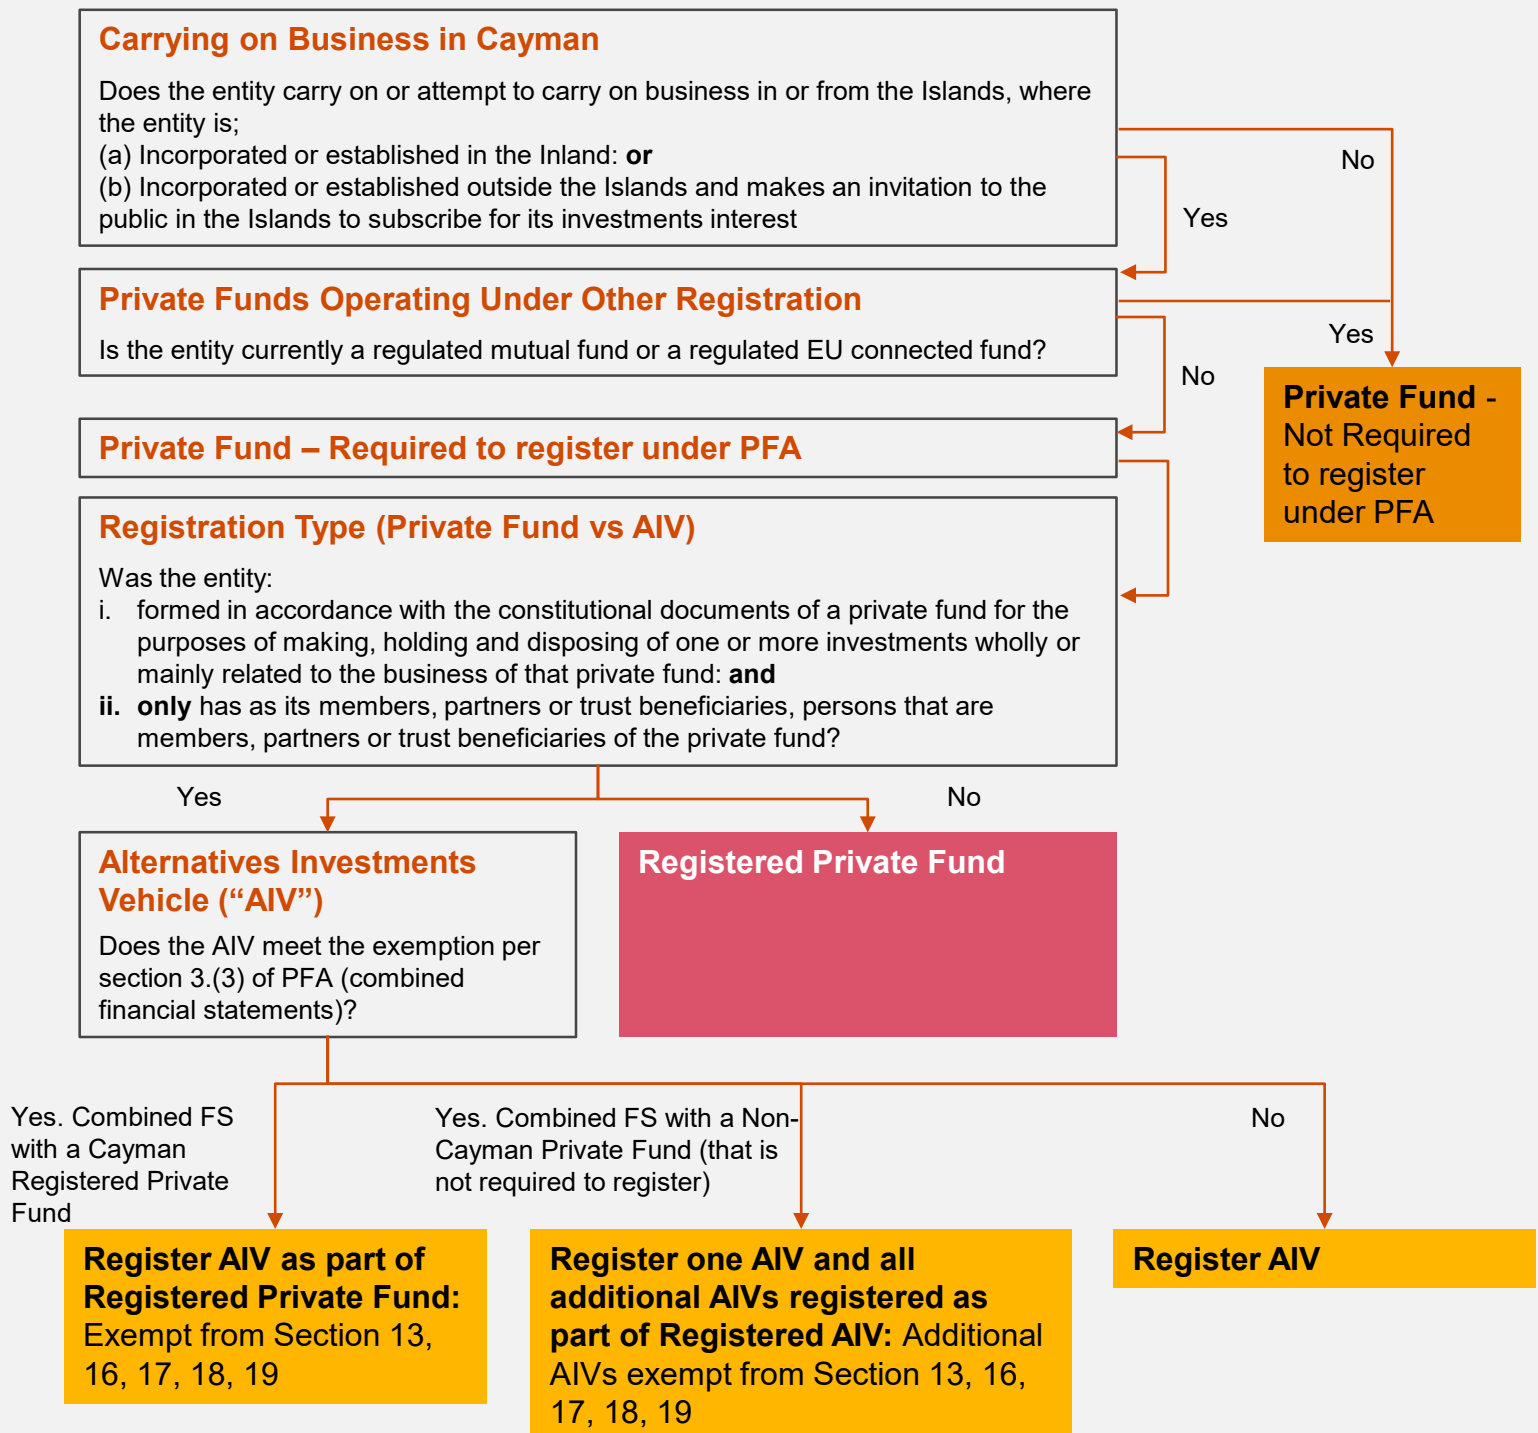 Carrying on Business in Cayman
Does the entity carry on or attempt to carry on business in or from the Islands, where
the entity is;
(a) Incorporated or established in the Inland: or
(b) Incorporated or established outside the Islands and makes an invitation to the
public in the Islands to subscribe for its investments interest
No
Yes
Private Funds Operating Under Other Registration
Is the entity currently a regulated mutual fund or a regulated EU connected fund?
Yes
No
Private Fund -
Not Required
to register
under PFA
Private Fund – Required to register under PFA
Registration Type (Private Fund vs AIV)
Was the entity:
i. formed in accordance with the constitutional documents of a private fund for the
purposes of making, holding and disposing of one or more investments wholly or
mainly related to the business of that private fund: and
ii. only has as its members, partners or trust beneficiaries, persons that are
members, partners or trust beneficiaries of the private fund?
Yes
No
Alternatives Investments
Vehicle (“AIV”)
Does the AIV meet the exemption per
section 3.(3) of PFA (combined
financial statements)?
Registered Private Fund
Yes. Combined FS
with a Cayman
Registered Private
Fund
Yes. Combined FS with a Non-
Cayman Private Fund (that is
not required to register)
No
Register AIV as part of
Registered Private Fund:
Exempt from Section 13,
16, 17, 18, 19
Register one AIV and all
additional AIVs registered as
part of Registered AIV: Additional
AIVs exempt from Section 13, 16,
17, 18, 19
Register AIV